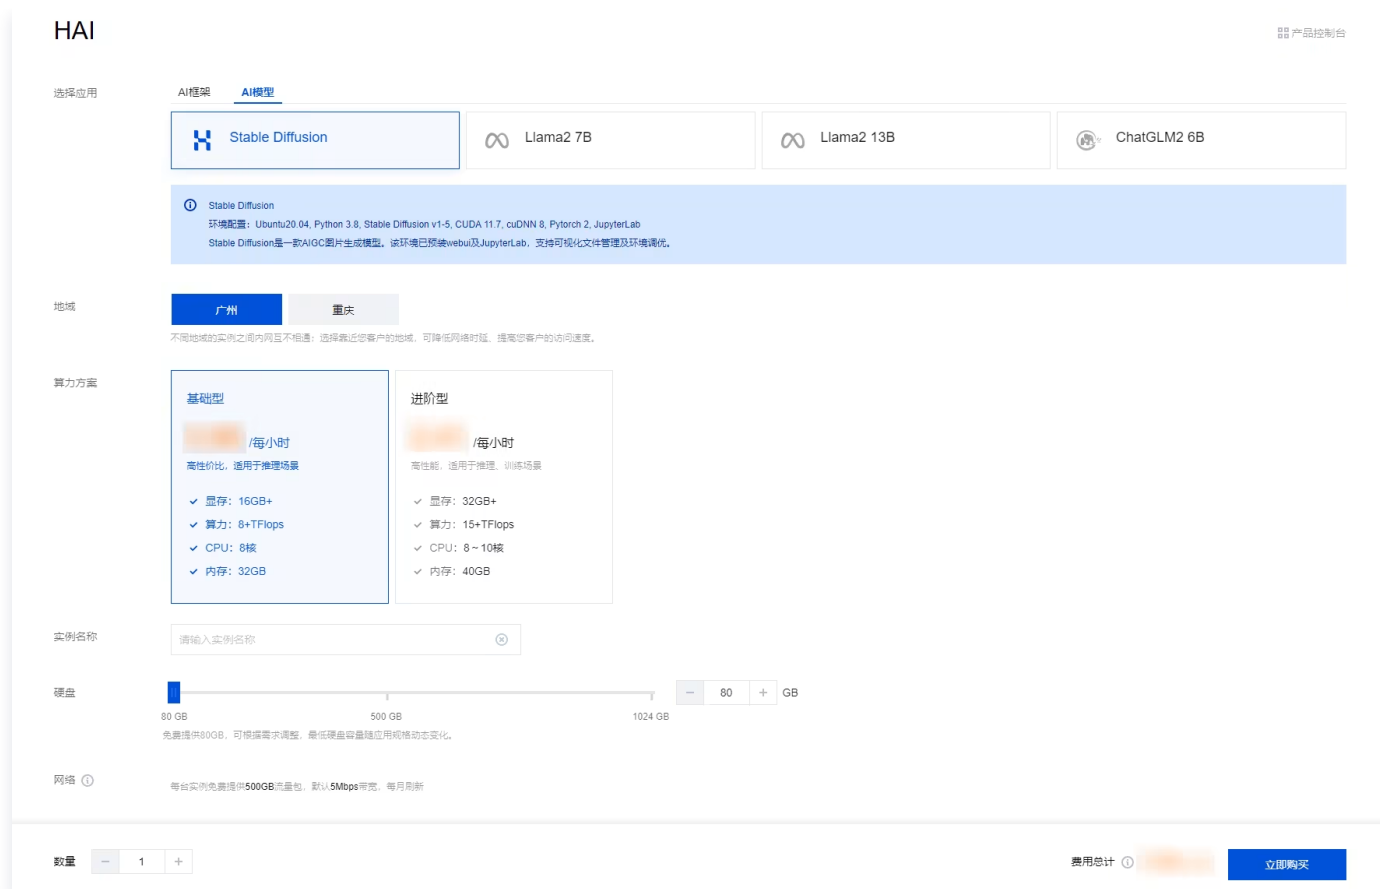 HAI
产品控制台
选择应用
AI框架 AI模型
Stable Diffusion
Llama2 7B
Llama2 13B
ChatGLM2 6B
Stable Diffusion
环境配置：Ubuntu20.04, Python 3.8, Stable Diffusion v1-5, CUDA 11.7, cuDNN 8, Pytorch 2, JupyterLab
Stable Diffusion是一款AIGC图片生成模型。该环境已预装webui及JupyterLab，支持可视化文件管理及环境调优。
地域
广州 重庆
不同地域的实例之间内网互不相通；选择靠近您客户的地域，可降低网络时延、提高您客户的访问速度。
算力方案
基础型
/每小时
高性价比，适用于推理场景
显存：16GB+
算力：8+TFlops
CPU：8核
内存：32GB
进阶型
/每小时
高性能，适用于推理、训练场景
显存：32GB+
算力：15+TFlops
CPU：8～10核
内存：40GB
实例名称
请输入实例名称
硬盘
80 GB
80 GB 500 GB 1024 GB
免费提供80GB，可根据需求调整，最低硬盘容量随应用规格动态变化。
网络
每台实例免费提供500GB流量包，默认5Mbps带宽，每月刷新
数量
1
费用总计
立即购买